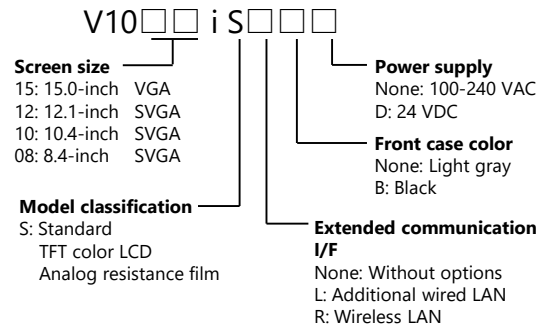 V10□□iS□□□
Screen size
15: 15.0-inch VGA
12: 12.1-inch SVGA
10: 10.4-inch SVGA
08: 8.4-inch SVGA
Model classification
S: Standard
TFT color LCD
Analog resistance film
Power supply
None: 100-240 VAC
D: 24 VDC
Front case color
None: Light gray
B: Black
Extended communication
I/F
None: Without options
L: Additional wired LAN
R: Wireless LAN